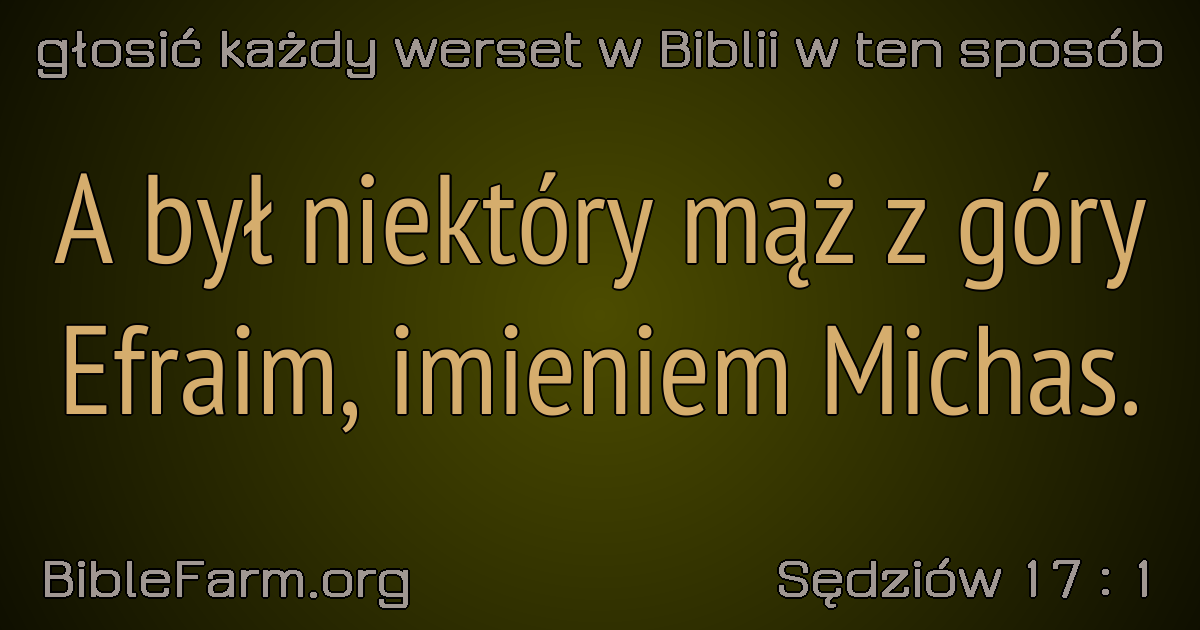 głosić każdy werset w Biblii w ten sposób
A był niektóry mąż z góry
Efraim, imieniem Michas.
BibleFarm.org
Sędziów 17 : 1